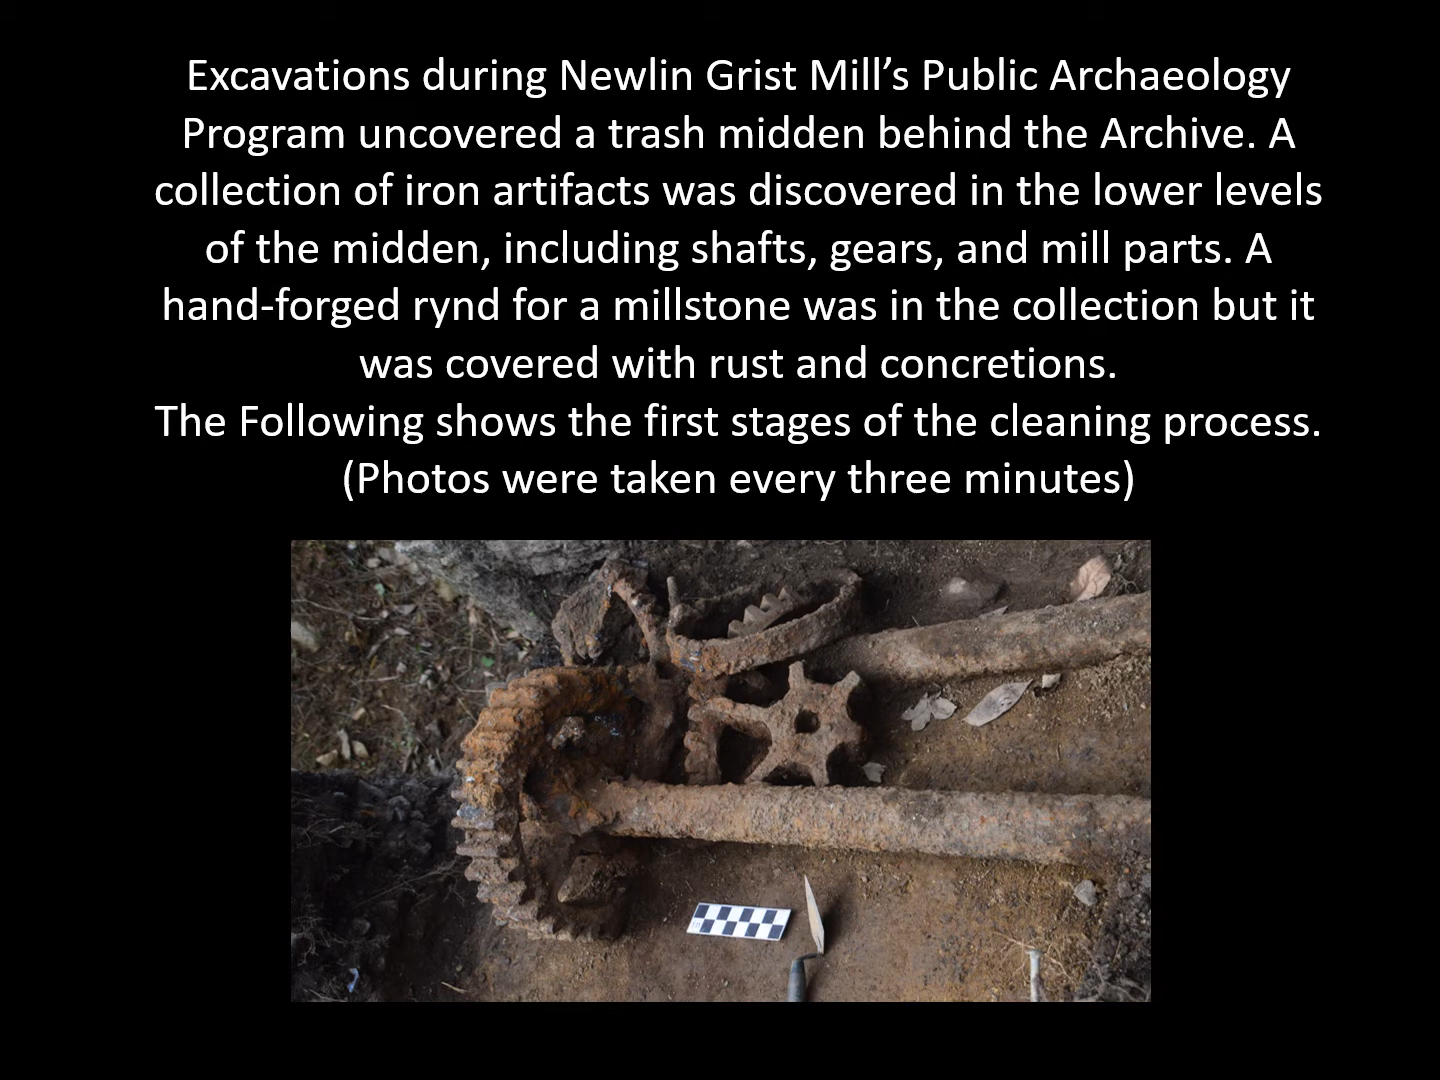 Excavations during Newlin Grist Mill’s Public Archaeology
Program uncovered a trash midden behind the Archive. A
collection of iron artifacts was discovered in the lower levels
of the midden, including shafts, gears, and mill parts. A
hand-forged rynd for a millstone was in the collection but it
was covered with rust and concretions.
The Following shows the first stages of the cleaning process.
(Photos were taken every three minutes)